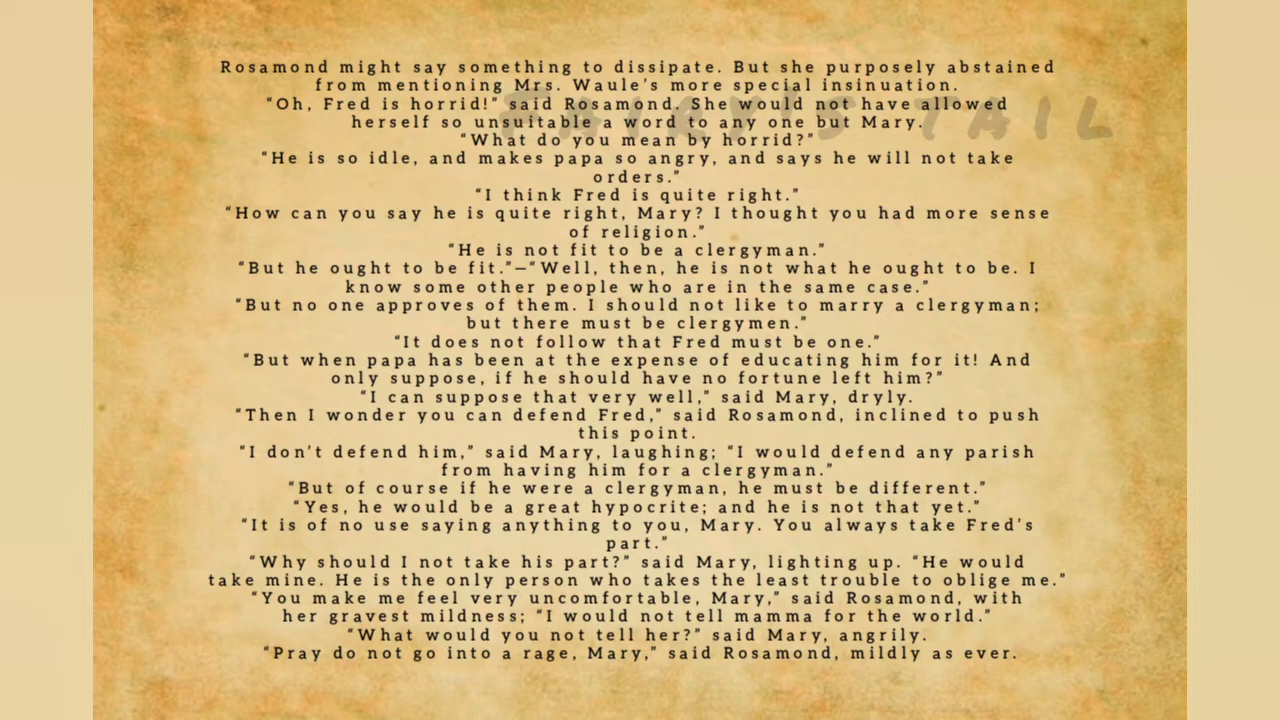 Rosamond might say something to dissipate. But she purposely abstained
from mentioning Mrs. Waule’s more special insinuation.
“Oh, Fred is horrid!” said Rosamond. She would not have allowed
herself so unsuitable a word to any one but Mary.
“What do you mean by horrid?”
“He is so idle, and makes papa so angry, and says he will not take
orders.”
“I think Fred is quite right.”
“How can you say he is quite right, Mary? I thought you had more sense
of religion.”
“He is not fit to be a clergyman.”
“But he ought to be fit.”—“Well, then, he is not what he ought to be. I
know some other people who are in the same case.”
“But no one approves of them. I should not like to marry a clergyman;
but there must be clergymen.”
“It does not follow that Fred must be one.”
“But when papa has been at the expense of educating him for it! And
only suppose, if he should have no fortune left him?”
“I can suppose that very well,” said Mary, dryly.
“Then I wonder you can defend Fred,” said Rosamond, inclined to push
this point.
“I don’t defend him,” said Mary, laughing; “I would defend any parish
from having him for a clergyman.”
“But of course if he were a clergyman, he must be different.”
“Yes, he would be a great hypocrite; and he is not that yet.”
“It is of no use saying anything to you, Mary. You always take Fred’s
part.”
“Why should I not take his part?” said Mary, lighting up. “He would
take mine. He is the only person who takes the least trouble to oblige me.”
“You make me feel very uncomfortable, Mary,” said Rosamond, with
her gravest mildness; “I would not tell mamma for the world.”
“What would you not tell her?” said Mary, angrily.
“Pray do not go into a rage, Mary,” said Rosamond, mildly as ever.
TAIL